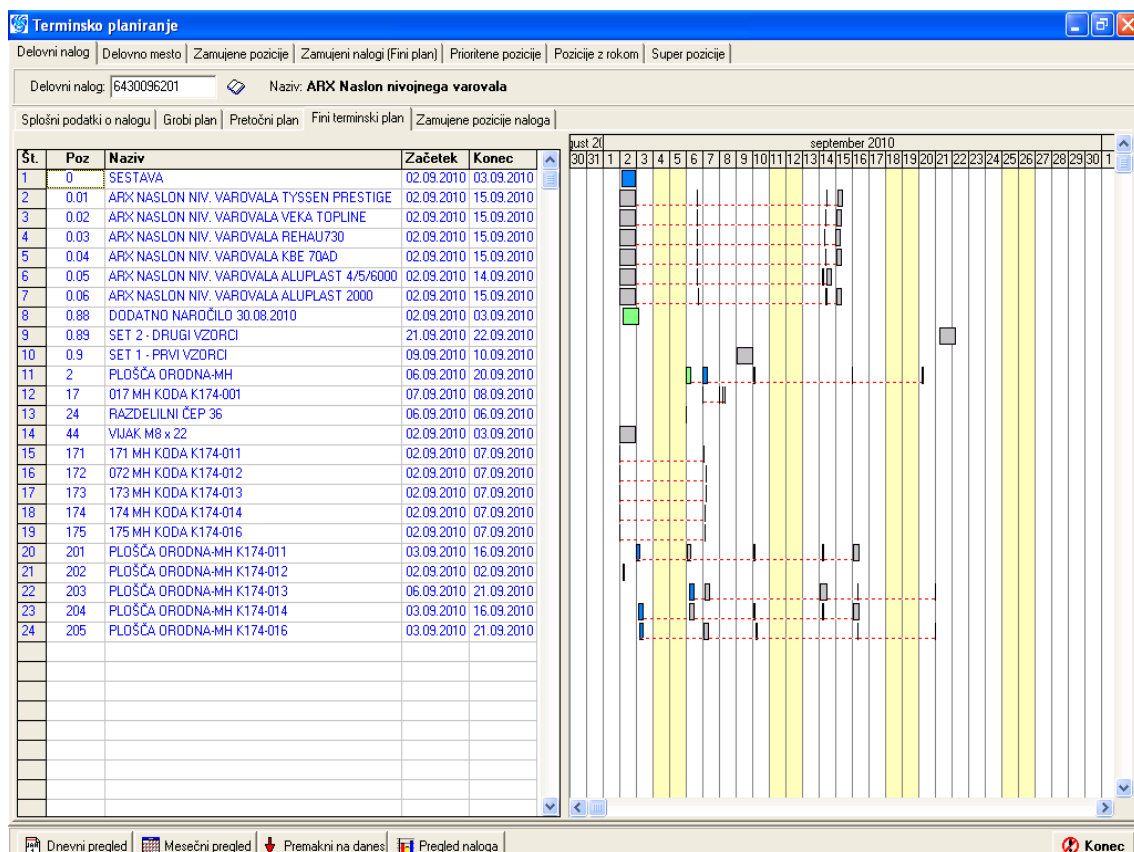 Terminsko planiranje
Delovni nalog Delovno mesto Zamujene pozicije Zamujeni nalogi (Fini plan) Prioritene pozicije Pozicije z rokom Super pozicije
Delovni nalog: 6430096201 Naziv: ARX Naslon nivojnega varovala
Splošni podatki o nalogu Grobi plan Pretočni plan Fini terminski plan Zamujene pozicije naloga
gust 20 september 2010
Št. Poz Naziv Začetek Konec 30 31 1 2 3 4 5 6 7 8 9 10 11 12 13 14 15 16 17 18 19 20 21 22 23 24 25 26 27 28 29 30 1
1 0 SESTAVA 02.09.2010 03.09.2010
2 0.01 ARX NASLON NIV. VAROVALA TYSSEN PRESTIGE 02.09.2010 15.09.2010
3 0.02 ARX NASLON NIV. VAROVALA VEKA TOPLINE 02.09.2010 15.09.2010
4 0.03 ARX NASLON NIV. VAROVALA REHAU730 02.09.2010 15.09.2010
5 0.04 ARX NASLON NIV. VAROVALA KBE 70AD 02.09.2010 15.09.2010
6 0.05 ARX NASLON NIV. VAROVALA ALUPLAST 4/5/6000 02.09.2010 14.09.2010
7 0.06 ARX NASLON NIV. VAROVALA ALUPLAST 2000 02.09.2010 15.09.2010
8 0.88 DODATNO NAROČILO 30.08.2010 02.09.2010 03.09.2010
9 0.89 SET 2 - DRUGI VZORCI 21.09.2010 22.09.2010
10 0.9 SET 1 - PRVI VZORCI 09.09.2010 10.09.2010
11 2 PLOŠČA ORODNA-MH 06.09.2010 20.09.2010
12 17 017 MH KODA K174-001 07.09.2010 08.09.2010
13 24 RAZDELILNI ČEP 36 06.09.2010 06.09.2010
14 44 VIJAK M8 x 22 02.09.2010 03.09.2010
15 171 171 MH KODA K174-011 02.09.2010 07.09.2010
16 172 072 MH KODA K174-012 02.09.2010 07.09.2010
17 173 173 MH KODA K174-013 02.09.2010 07.09.2010
18 174 174 MH KODA K174-014 02.09.2010 07.09.2010
19 175 175 MH KODA K174-016 02.09.2010 07.09.2010
20 201 PLOŠČA ORODNA-MH K174-011 03.09.2010 16.09.2010
21 202 PLOŠČA ORODNA-MH K174-012 02.09.2010 02.09.2010
22 203 PLOŠČA ORODNA-MH K174-013 06.09.2010 21.09.2010
23 204 PLOŠČA ORODNA-MH K174-014 03.09.2010 16.09.2010
24 205 PLOŠČA ORODNA-MH K174-016 03.09.2010 21.09.2010
Dnevni pregled Mesečni pregled Premakni na danes Pregled naloga Konec